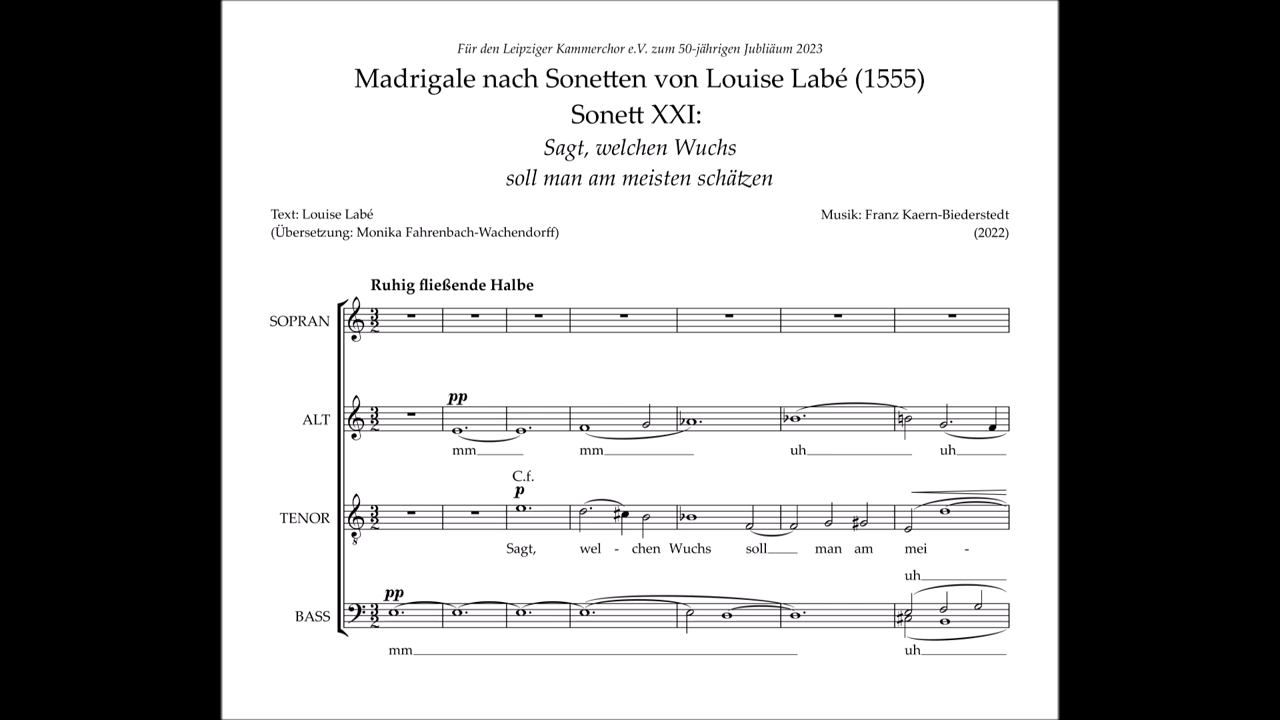 Für den Leipziger Kammerchor e.V. zum 50-jährigen Jubliäum 2023
Madrigale nach Sonetten von Louise Labé (1555)
Sonett XXI:
Sagt, welchen Wuchs
soll man am meisten schätzen
Text: Louise Labé
Musik: Franz Kaern-Biederstedt
(Übersetzung: Monika Fahrenbach-Wachendorff)
(2022)
Ruhig fließende Halbe
SOPRAN
pp
ALT
mm mm uh uh
C.f.
p
TENOR
Sagt, wel - chen Wuchs soll man am mei -
uh
pp
BASS
mm uh